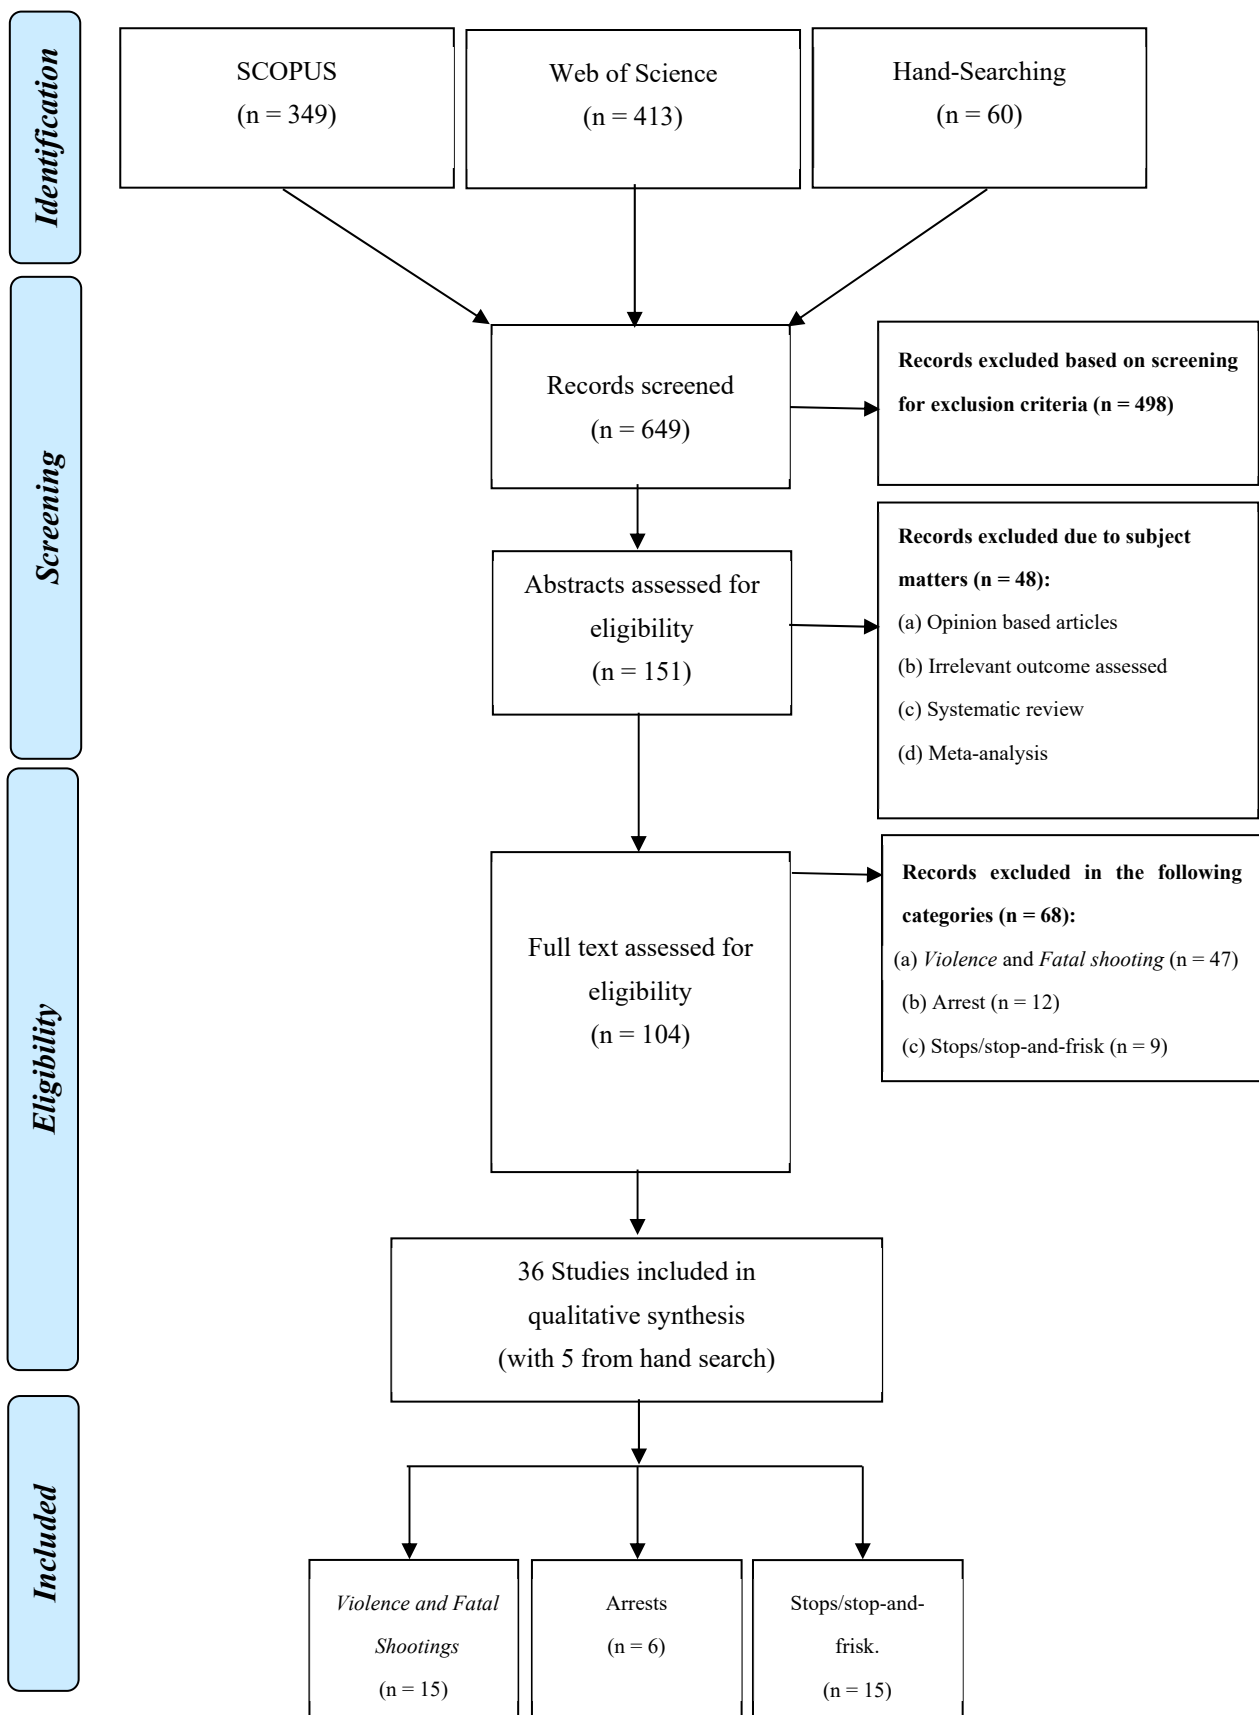 Identification
SCOPUS
(n = 349)
Web of Science
(n = 413)
Hand-Searching
(n = 60)
Screening
Records screened
(n = 649)
Records excluded based on screening
for exclusion criteria (n = 498)
Abstracts assessed for
eligibility
(n = 151)
Records excluded due to subject
matters (n = 48):
(a) Opinion based articles
(b) Irrelevant outcome assessed
(c) Systematic review
(d) Meta-analysis
Eligibility
Full text assessed for
eligibility
(n = 104)
Records excluded in the following
categories (n = 68):
(a) Violence and Fatal shooting (n = 47)
(b) Arrest (n = 12)
(c) Stops/stop-and-frisk (n = 9)
36 Studies included in
qualitative synthesis
(with 5 from hand search)
Included
Violence and Fatal
Shootings
(n = 15)
Arrests
(n = 6)
Stops/stop-and-
frisk.
(n = 15)